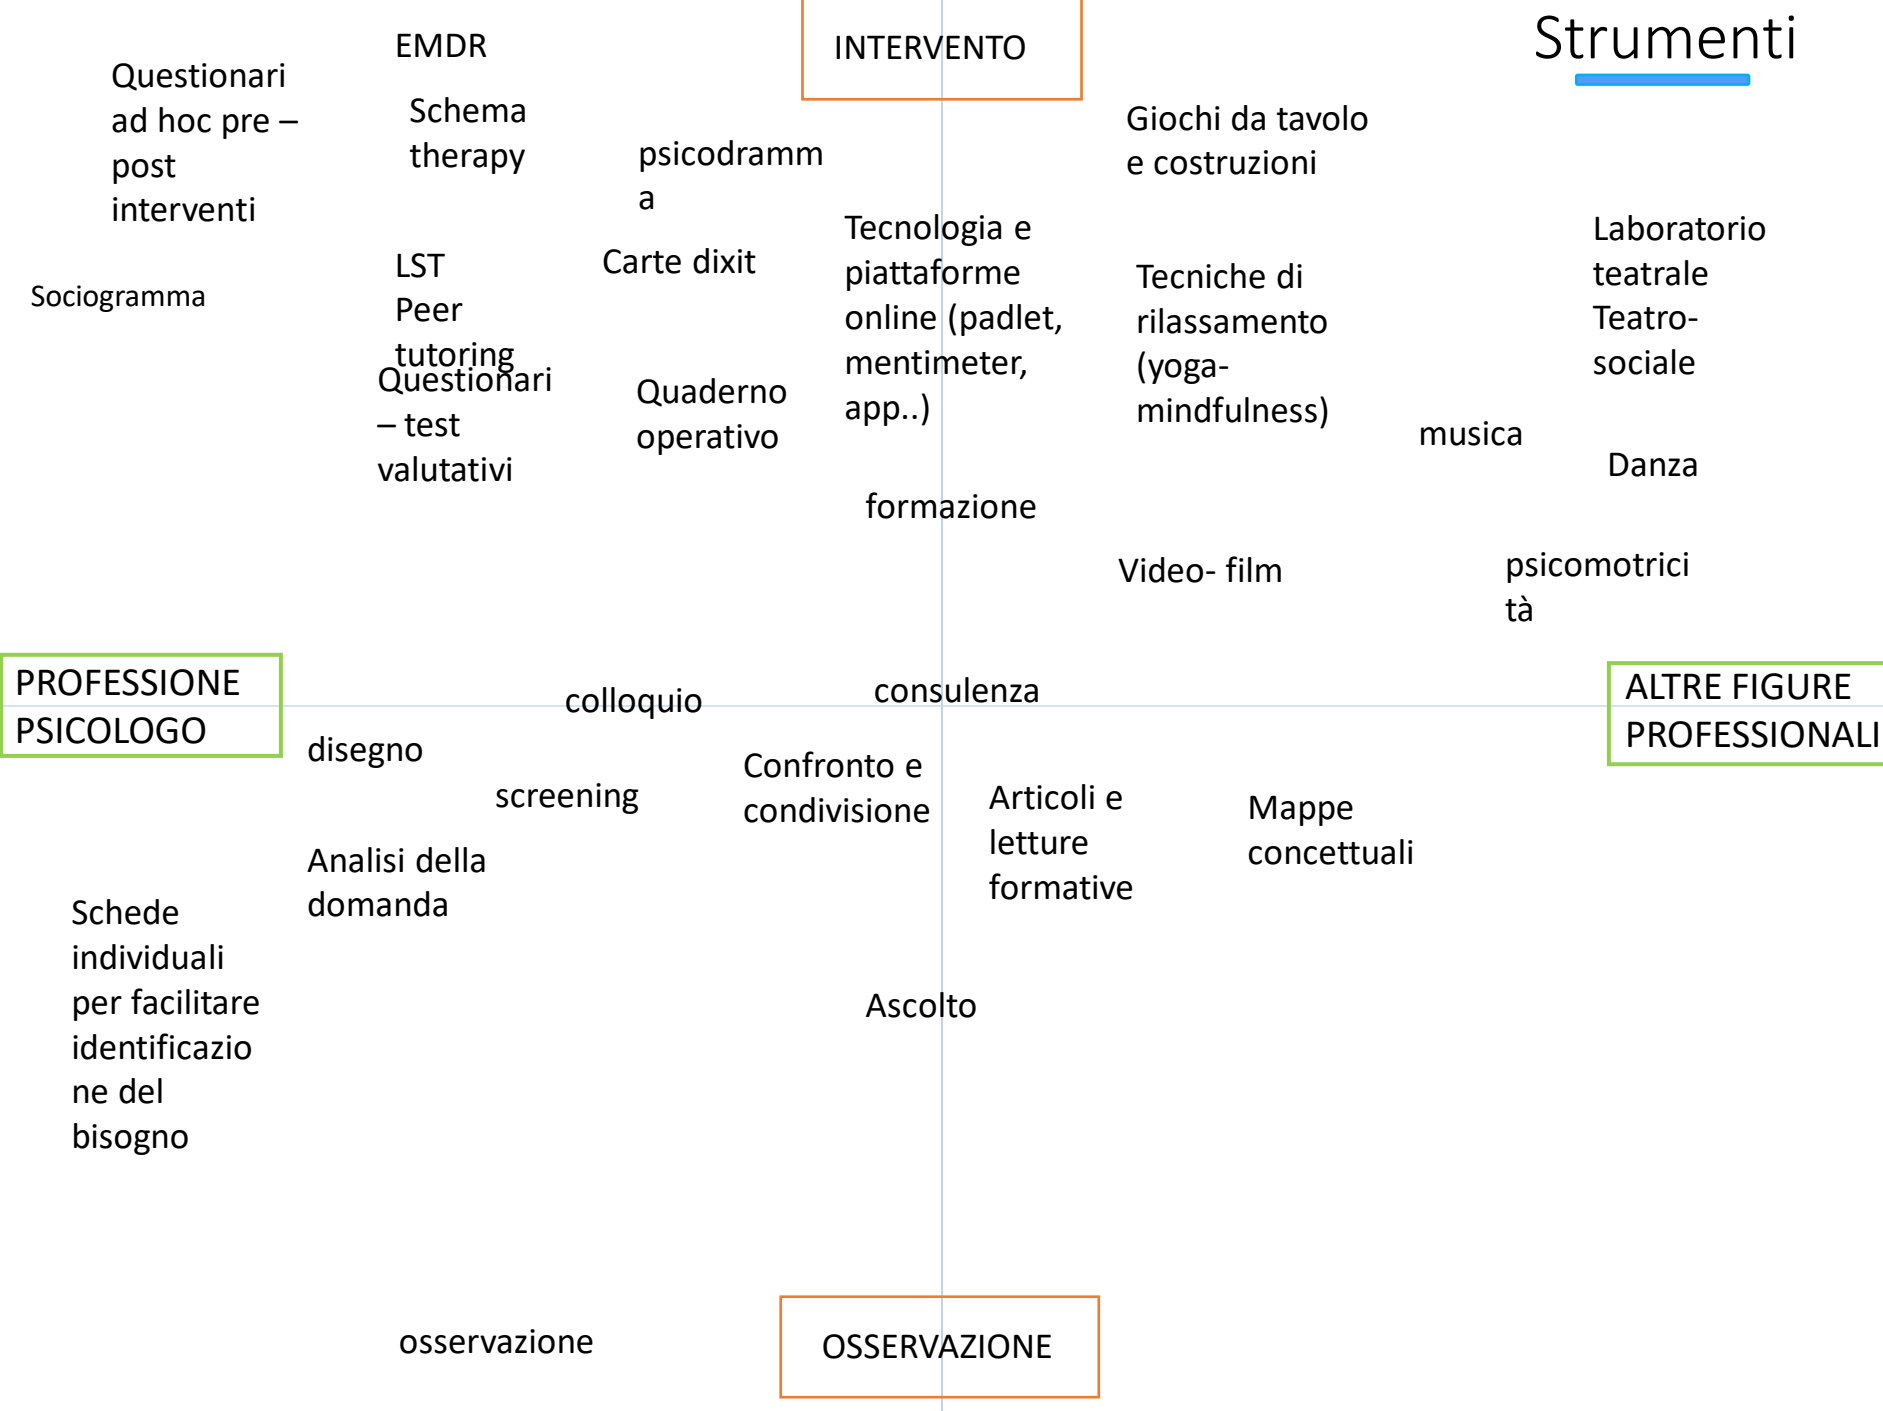 Strumenti
INTERVENTO
EMDR
Questionari
ad hoc pre –
post
interventi
Schema
therapy
psicodramm
a
Giochi da tavolo
e costruzioni
Sociogramma
LST
Peer
tutoring
Carte dixit
Tecnologia e
piattaforme
online (padlet,
mentimeter,
app..)
Tecniche di
rilassamento
(yoga-
mindfulness)
Laboratorio
teatrale
Teatro-
sociale
Questionari
– test
valutativi
Quaderno
operativo
musica
Danza
formazione
Video- film
psicomotrici
tà
PROFESSIONE
PSICOLOGO
colloquio
consulenza
ALTRE FIGURE
PROFESSIONALI
disegno
screening
Confronto e
condivisione
Articoli e
letture
formative
Mappe
concettuali
Analisi della
domanda
Schede
individuali
per facilitare
identificazio
ne del
bisogno
Ascolto
osservazione
OSSERVAZIONE